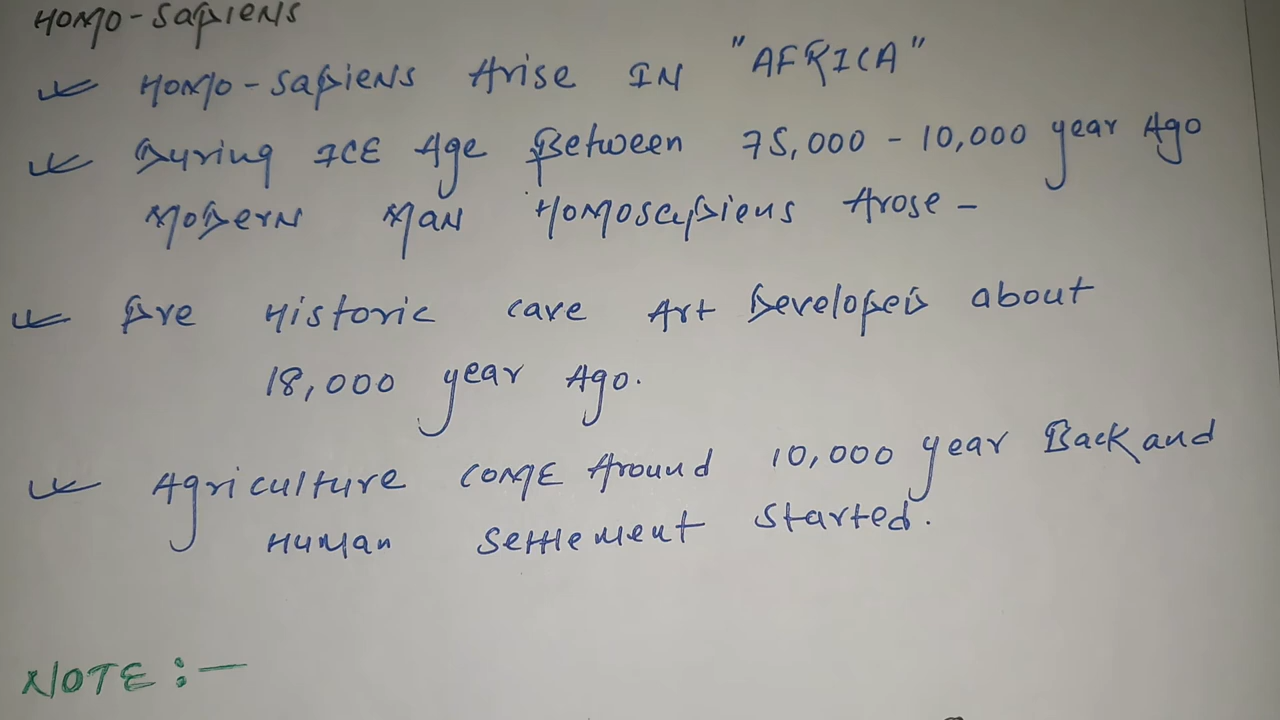 Homo-Sapiens
Homo-Sapiens Arise IN "AFRICA"
During ICE Age Between 75,000 - 10,000 year Ago
Modern Man Homosapiens Arose -
Pre Historic cave Art Developed about
18,000 year Ago.
Agriculture COME Around 10,000 year Back and
Human Settlement Started.
NOTE :-